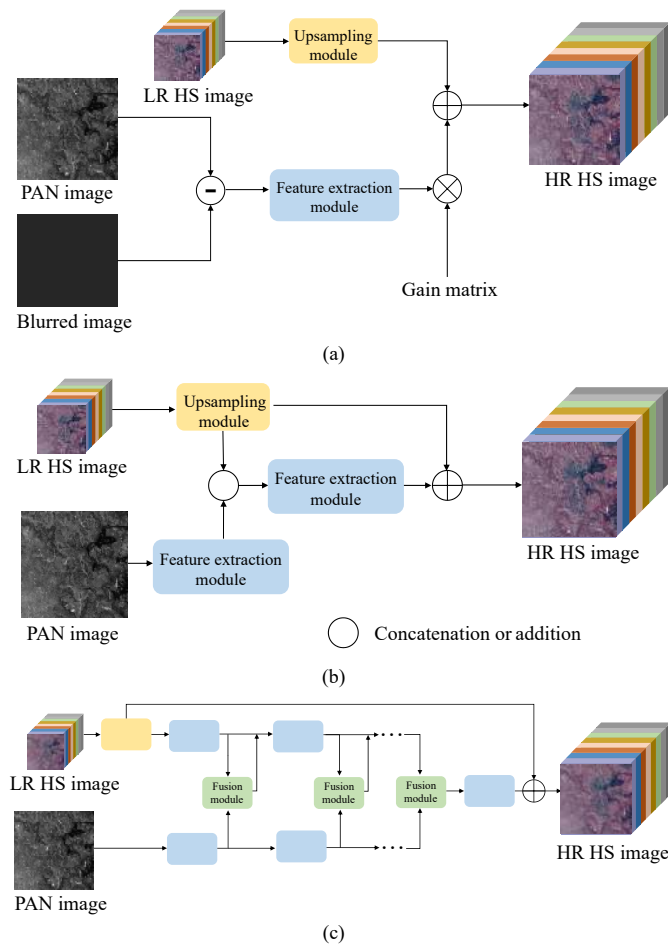 LR HS image
Upsampling
module
PAN image
Feature extraction
module
HR HS image
Blurred image
Gain matrix
(a)
LR HS image
Upsampling
module
Feature extraction
module
PAN image
Feature extraction
module
HR HS image
Concatenation or addition
(b)
LR HS image
Fusion
module
Fusion
module
Fusion
module
HR HS image
PAN image
(c)